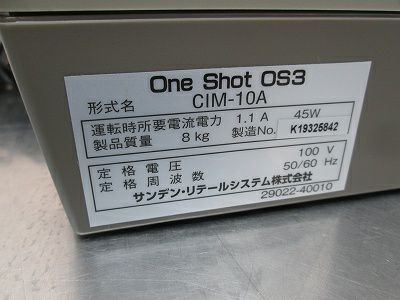 One Shot OS3
形式名 CIM-10A
運転時所要電流電力 1.1 A 45W
製品質量 8 kg 製造No. K19325842
定格電圧 100 V
定格周波数 50/60 Hz
サンデン・リテールシステム株式会社
29022-40010